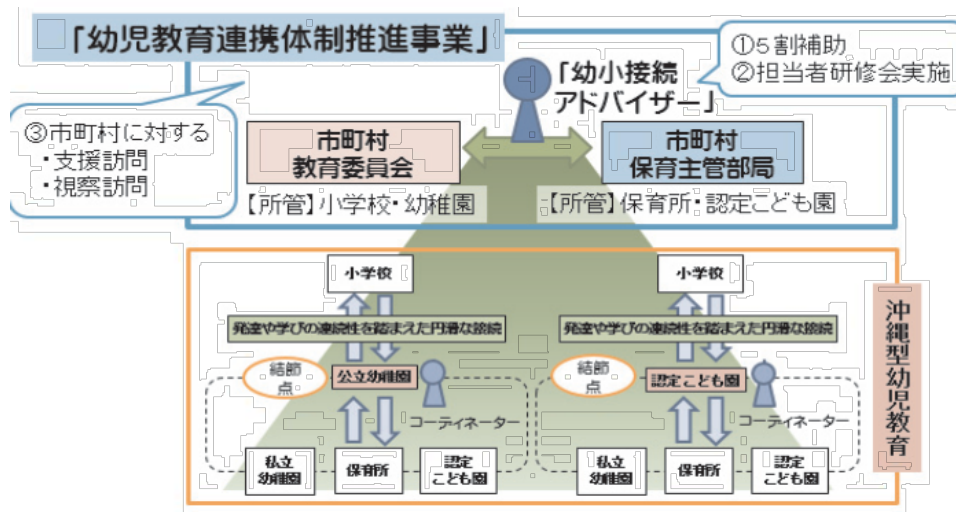 「幼児教育連携体制推進事業」
①5割補助
②担当者研修会実施
「幼小接続
アドバイザー」
③市町村に対する
・支援訪問
・視察訪問
市町村
教育委員会
市町村
保育主管部局
【所管】小学校・幼稚園
【所管】保育所・認定こども園
小学校
小学校
発達や学びの連続性を踏まえた円滑な接続
発達や学びの連続性を踏まえた円滑な接続
結節
点
公立幼稚園
結節
点
認定こども園
コーディネーター
コーディネーター
私立
幼稚園
保育所
認定
こども園
私立
幼稚園
保育所
認定
こども園
沖縄型幼児教育